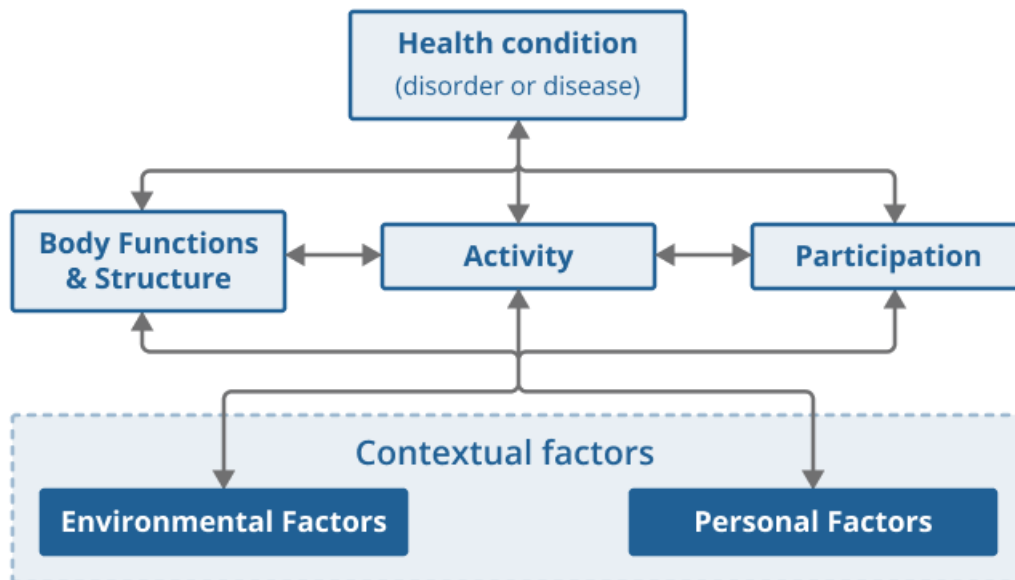 Health condition
(disorder or disease)
Body Functions
& Structure
Activity
Participation
Contextual factors
Environmental Factors
Personal Factors